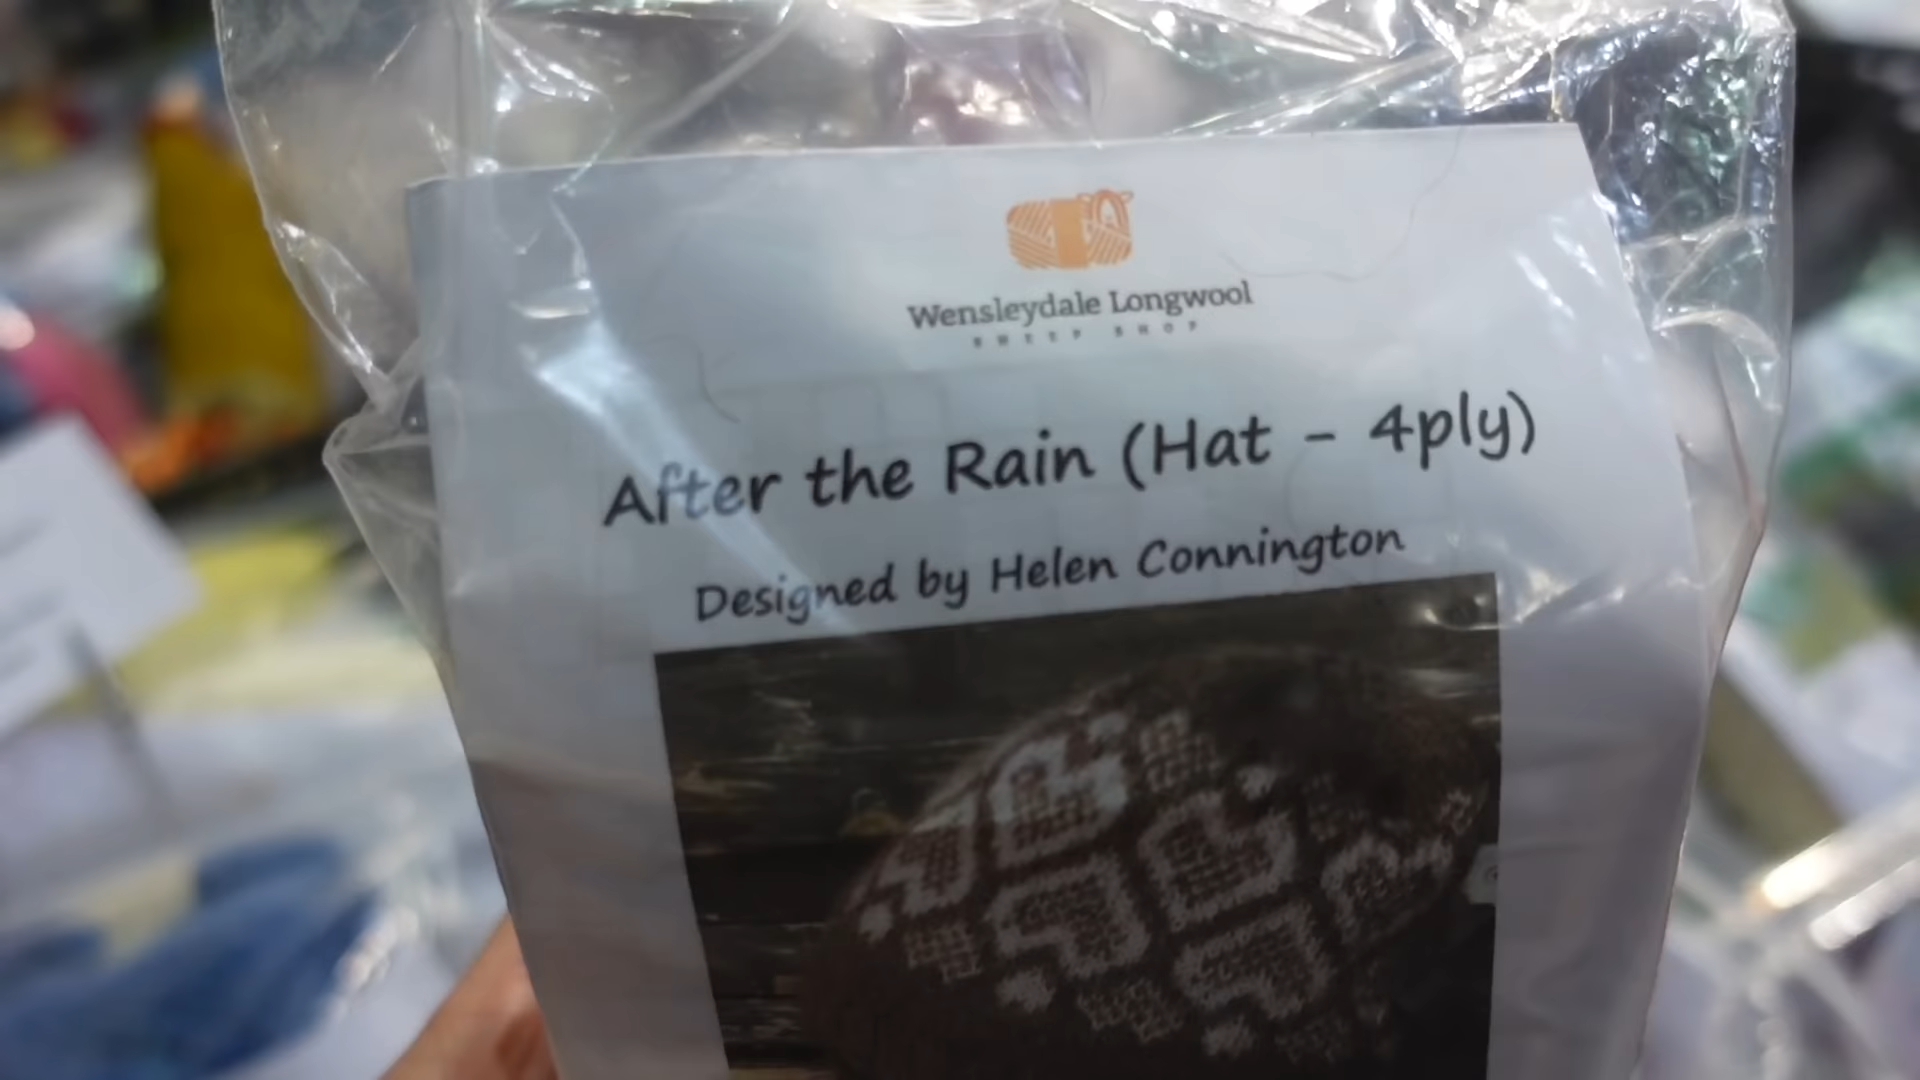 Wensleydale Longwool
SHEEP SHOP
After the Rain (Hat - 4ply)
Designed by Helen Connington